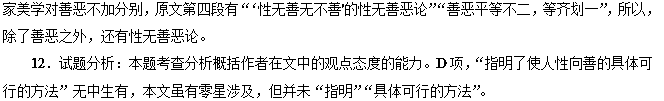 家美学对善恶不加分别，原文第四段有“‘性无善无不善’的性无善恶论”“善恶平等不二，等齐划一”，所以，
除了善恶之外，还有性无善恶论。
12．试题分析：本题考查分析概括作者在文中的观点态度的能力。D 项，“指明了使人性向善的具体可
行的方法”无中生有，本文虽有零星涉及，但并未“指明”“具体可行的方法”。